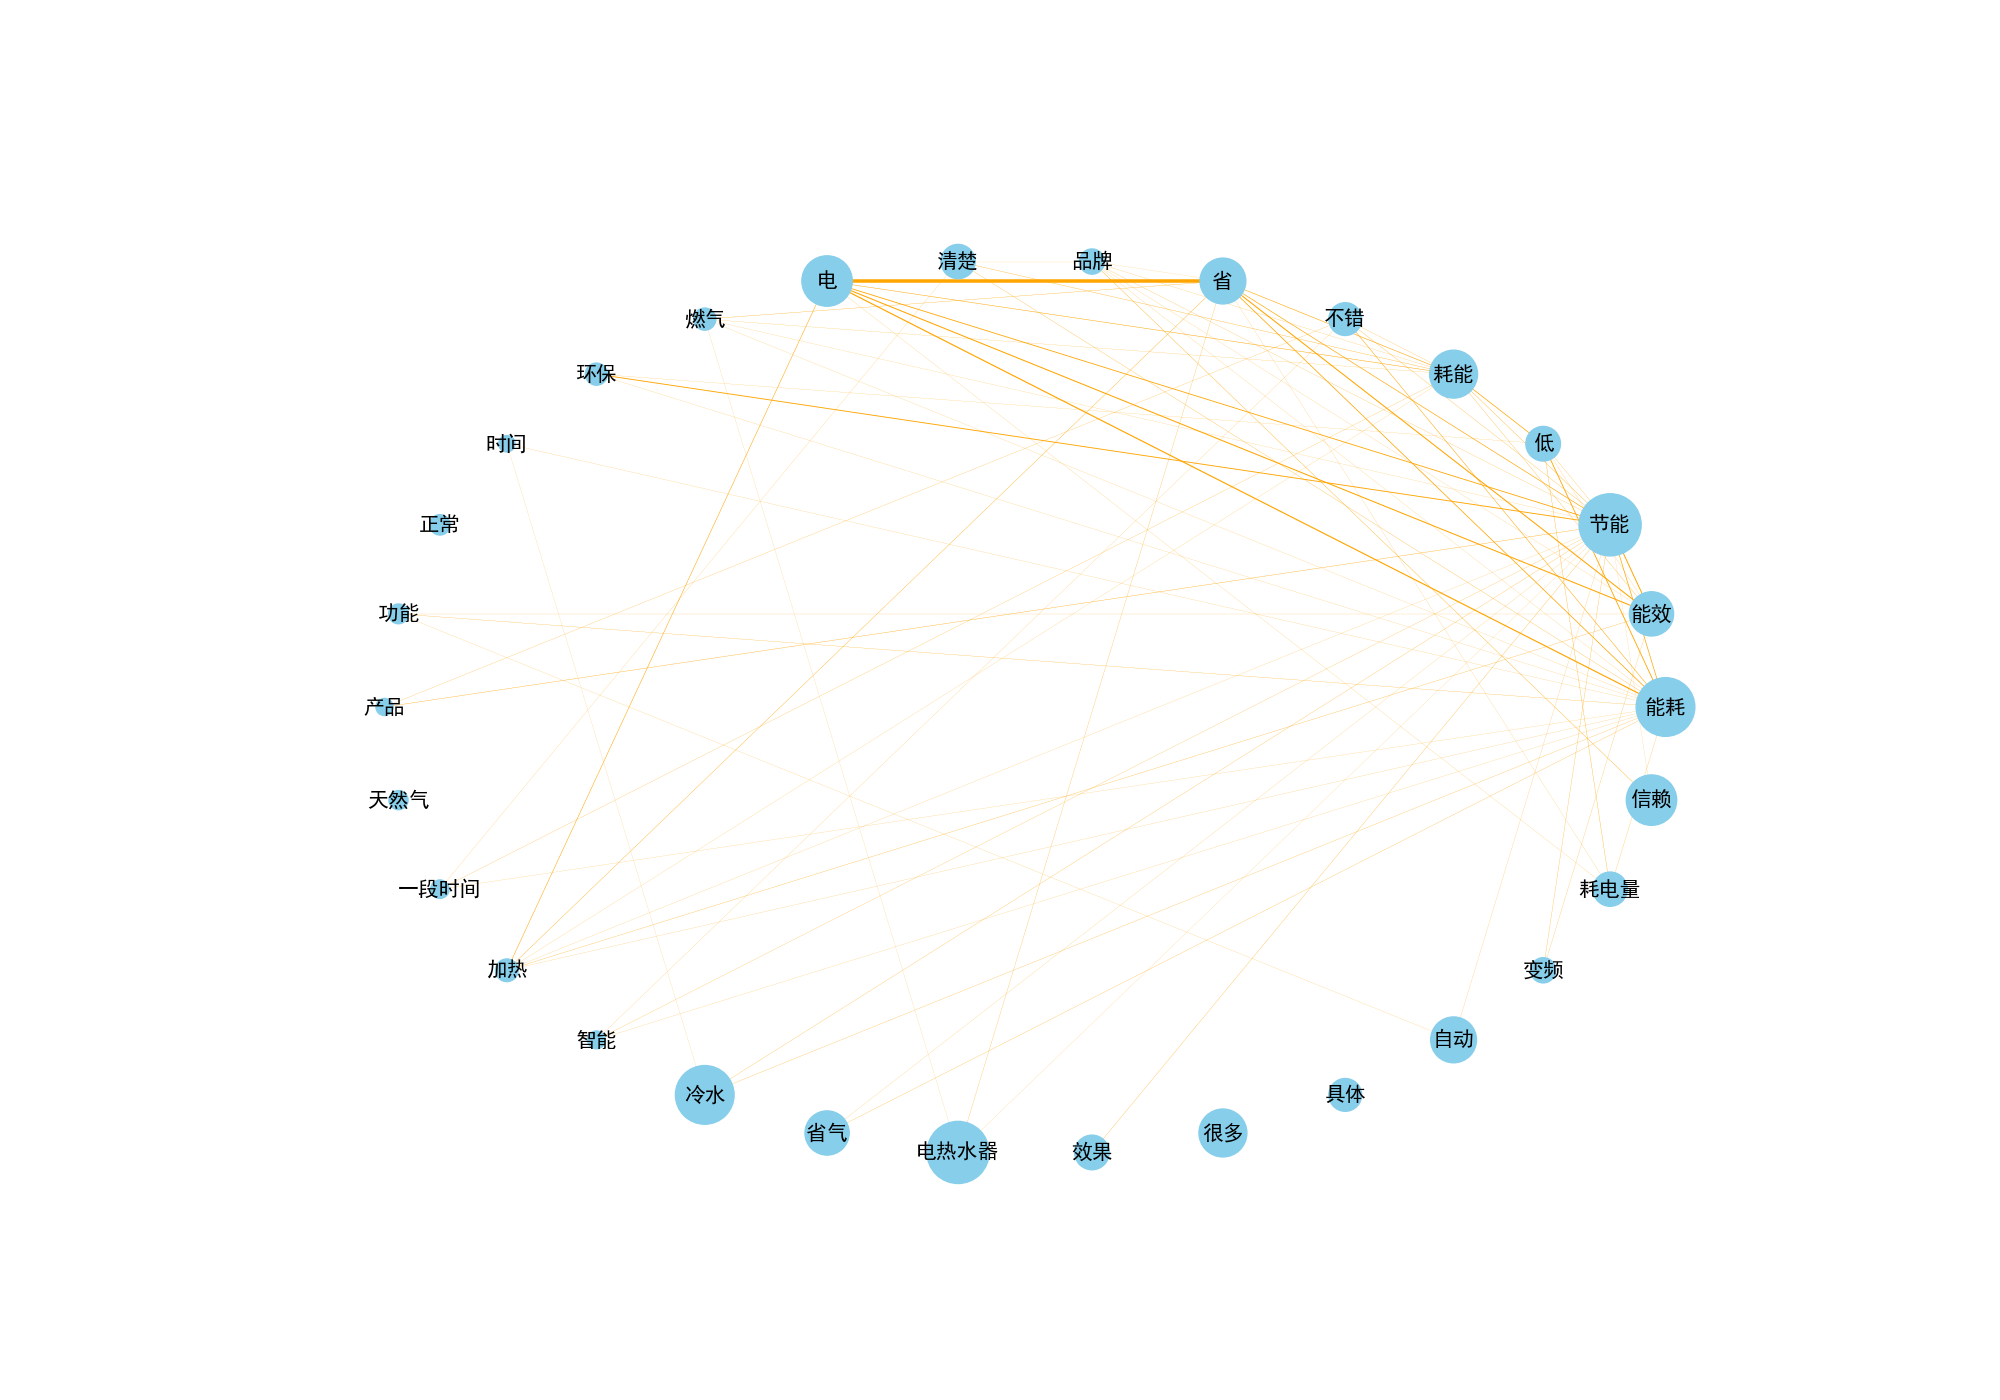 清楚
品牌
电
省
燃气
不错
环保
耗能
时间
低
正常
节能
功能
能效
产品
能耗
天然气
信赖
一段时间
耗电量
加热
变频
智能
自动
冷水
具体
省气
很多
电热水器
效果